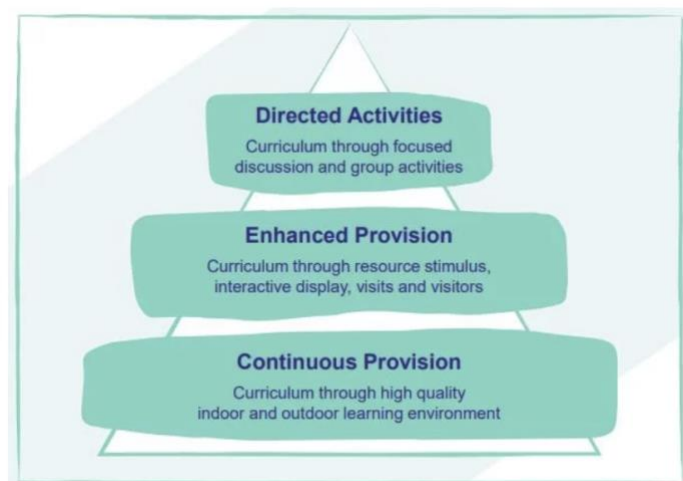 Directed Activities
Curriculum through focused
discussion and group activities
Enhanced Provision
Curriculum through resource stimulus,
interactive display, visits and visitors
Continuous Provision
Curriculum through high quality
indoor and outdoor learning environment